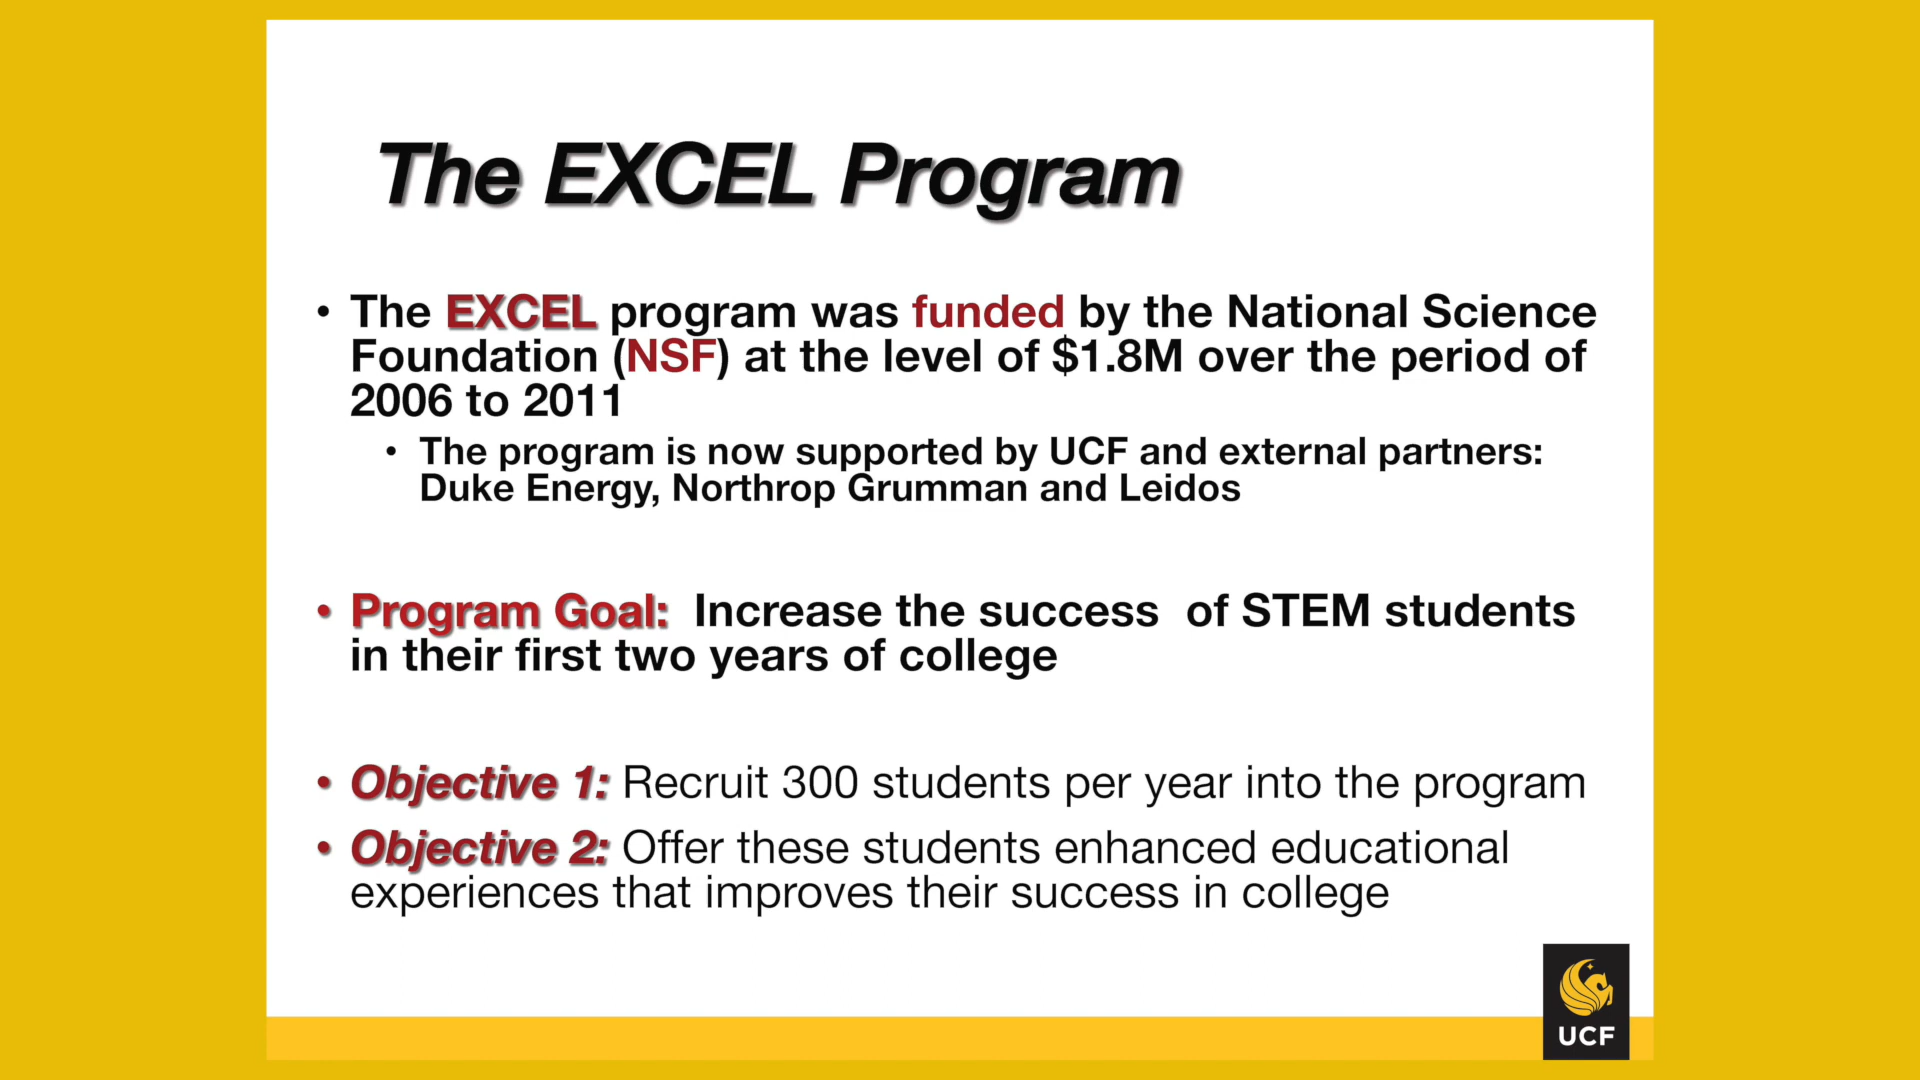 The EXCEL Program
• The EXCEL program was funded by the National Science
Foundation (NSF) at the level of $1.8M over the period of
2006 to 2011
• The program is now supported by UCF and external partners:
Duke Energy, Northrop Grumman and Leidos
• Program Goal:  Increase the success  of STEM students
in their first two years of college
• Objective 1: Recruit 300 students per year into the program
• Objective 2: Offer these students enhanced educational
experiences that improves their success in college
UCF